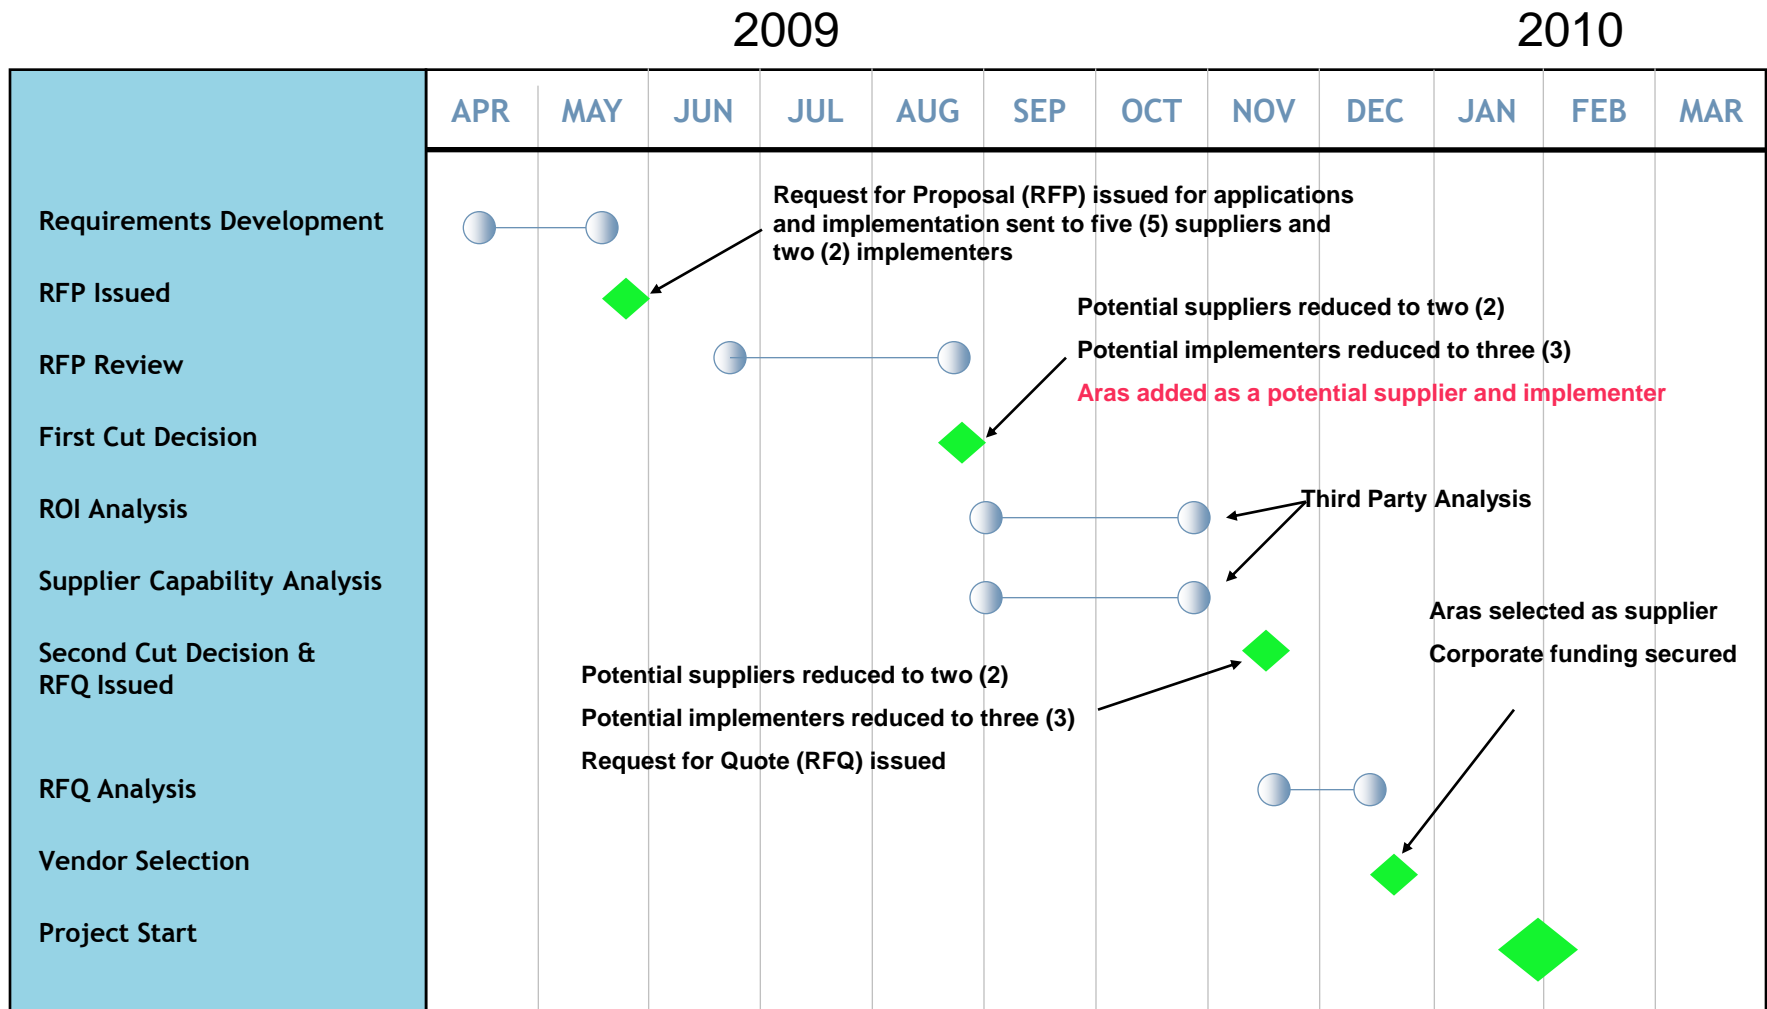 2009
2010
APR MAY JUN JUL AUG SEP OCT NOV DEC JAN FEB MAR
Requirements Development
Request for Proposal (RFP) issued for applications
and implementation sent to five (5) suppliers and
two (2) implementers
RFP Issued
Potential suppliers reduced to two (2)
Potential implementers reduced to three (3)
Aras added as a potential supplier and implementer
RFP Review
First Cut Decision
ROI Analysis
Third Party Analysis
Supplier Capability Analysis
Aras selected as supplier
Corporate funding secured
Second Cut Decision &
RFQ Issued
Potential suppliers reduced to two (2)
Potential implementers reduced to three (3)
Request for Quote (RFQ) issued
RFQ Analysis
Vendor Selection
Project Start